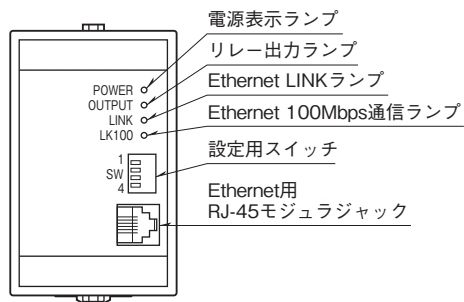 電源表示ランプ
リレー出力ランプ
Ethernet LINKランプ
Ethernet 100Mbps通信ランプ
設定用スイッチ
Ethernet用
RJ-45モジュラジャック
POWER
OUTPUT
LINK
LK100
1
SW
4